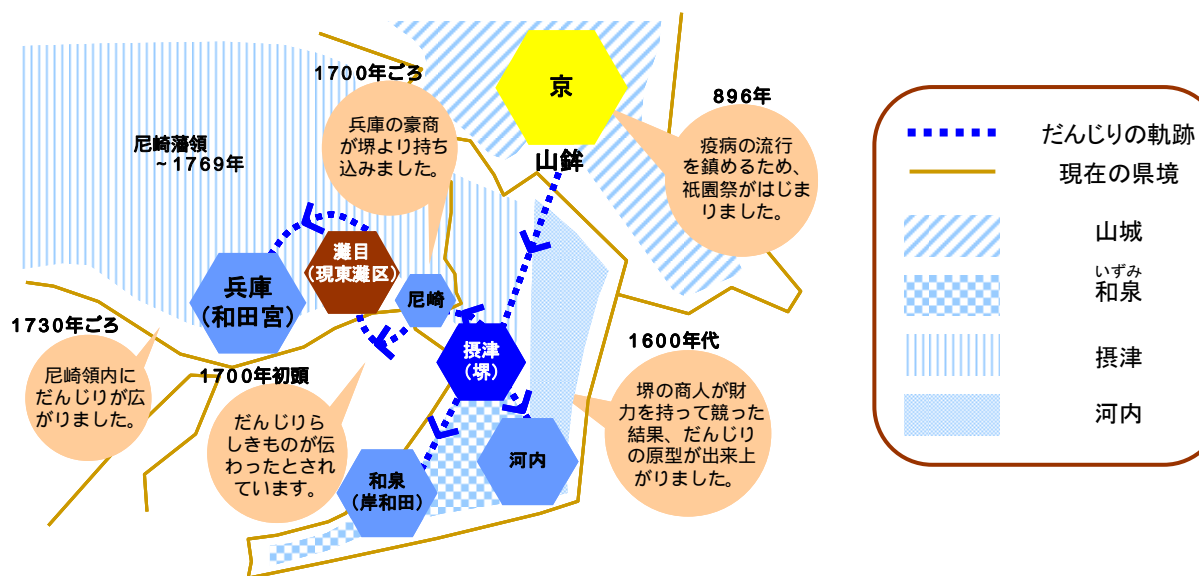 京
山鉾
896年
疫病の流行
を鎮めるため、
祇園祭がはじま
りました。
1700年ごろ
兵庫の豪商
が堺より持ち
込みました。
尼崎藩領
～1769年
灘目
（現東灘区）
兵庫
（和田宮）
尼崎
摂津
（堺）
1730年ごろ
尼崎領内に
だんじりが広
がりました。
1700年初頭
だんじりら
しきものが伝
わったとされ
ています。
1600年代
堺の商人が財
力を持って競った
結果、だんじり
の原型が出来上
がりました。
河内
和泉
（岸和田）
だんじりの軌跡
現在の県境
山城
いずみ
和泉
摂津
河内